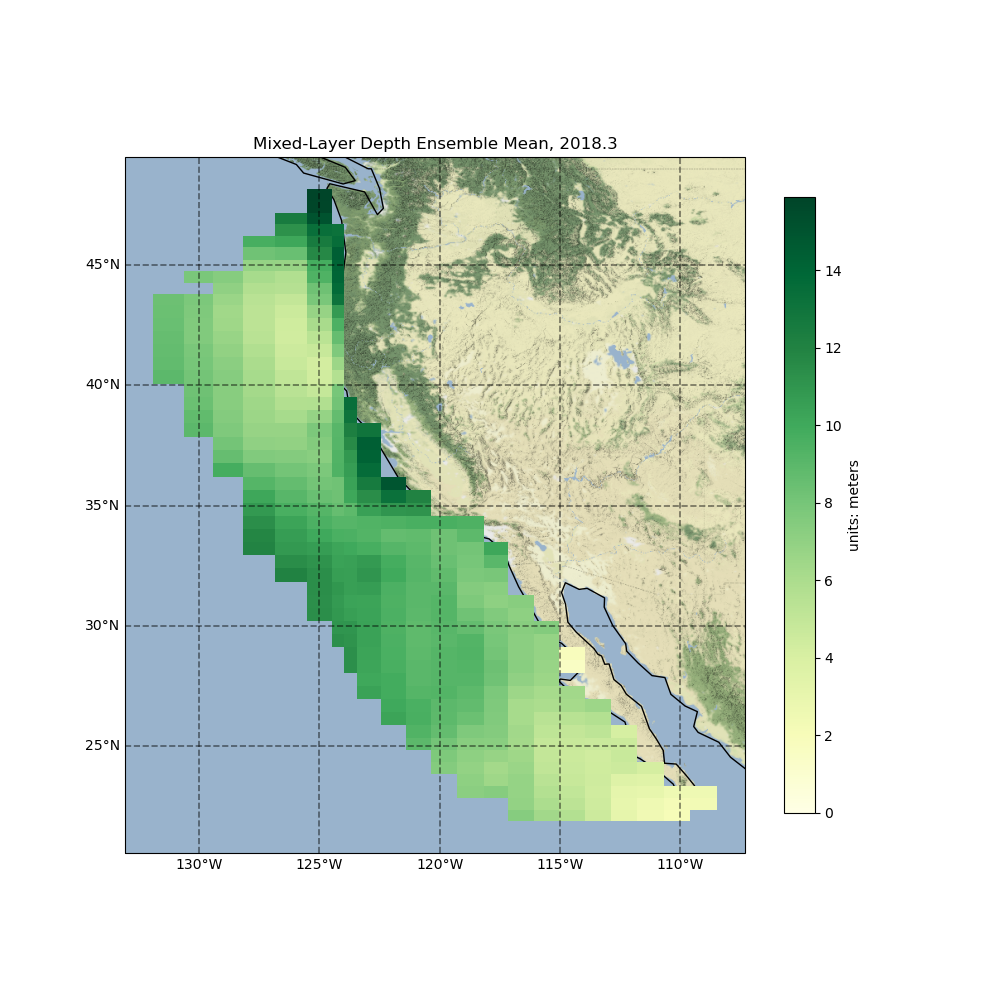 Mixed-Layer Depth Ensemble Mean, 2018.3
45°N
40°N
35°N
30°N
25°N
130°W 125°W 120°W 115°W 110°W
14
12
10
8
6
4
2
0
units: meters